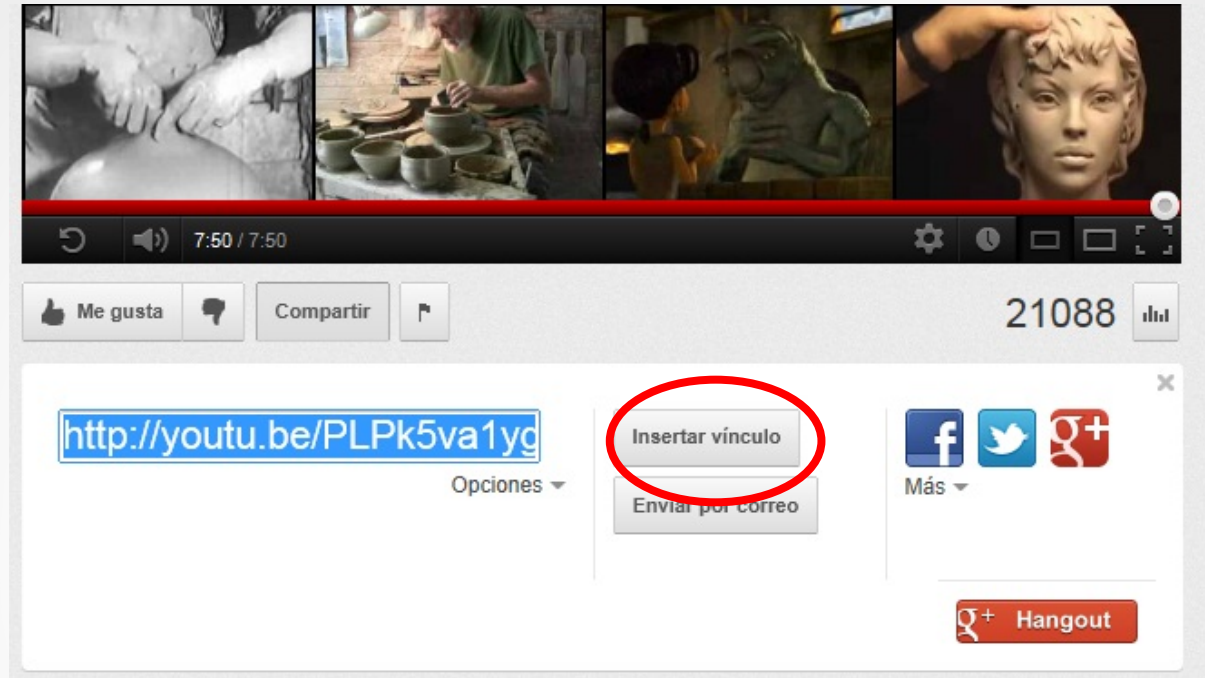 7:50 / 7:50
Me gusta
Compartir
21088
http://youtu.be/PLPk5va1yg
Opciones
Insertar vínculo
Enviar por correo
Más
Hangout